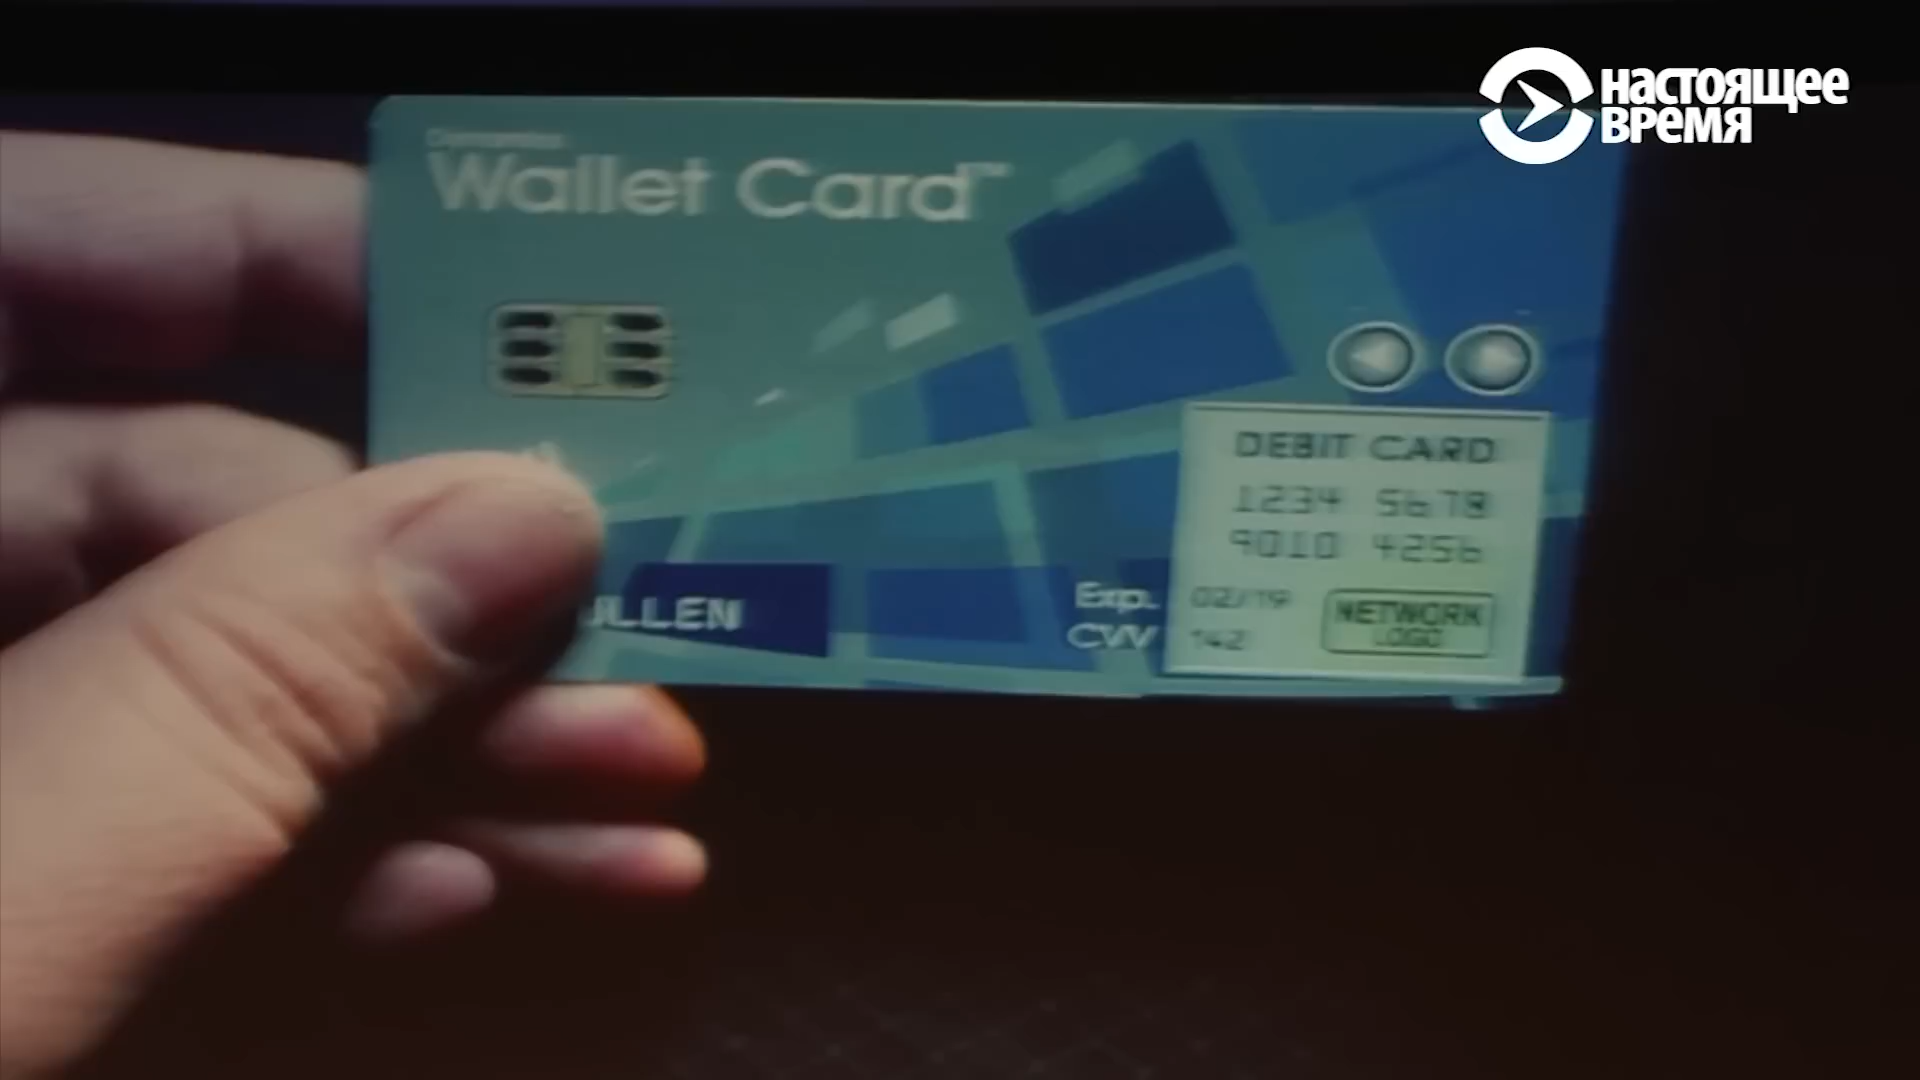 настоящее
время
Wallet Card™
DEBIT CARD
1234 5678
9010 4256
Exp. 02/19
CVV 142
NETWORK
LOGO
ULLEN